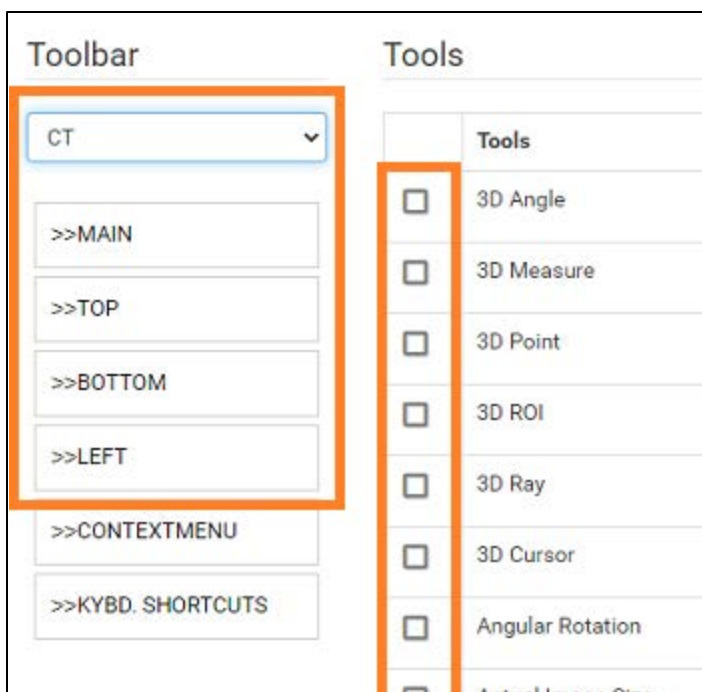 Toolbar
CT
>>MAIN
>>TOP
>>BOTTOM
>>LEFT
>>CONTEXTMENU
>>KYBD. SHORTCUTS
Tools
Tools
3D Angle
3D Measure
3D Point
3D ROI
3D Ray
3D Cursor
Angular Rotation